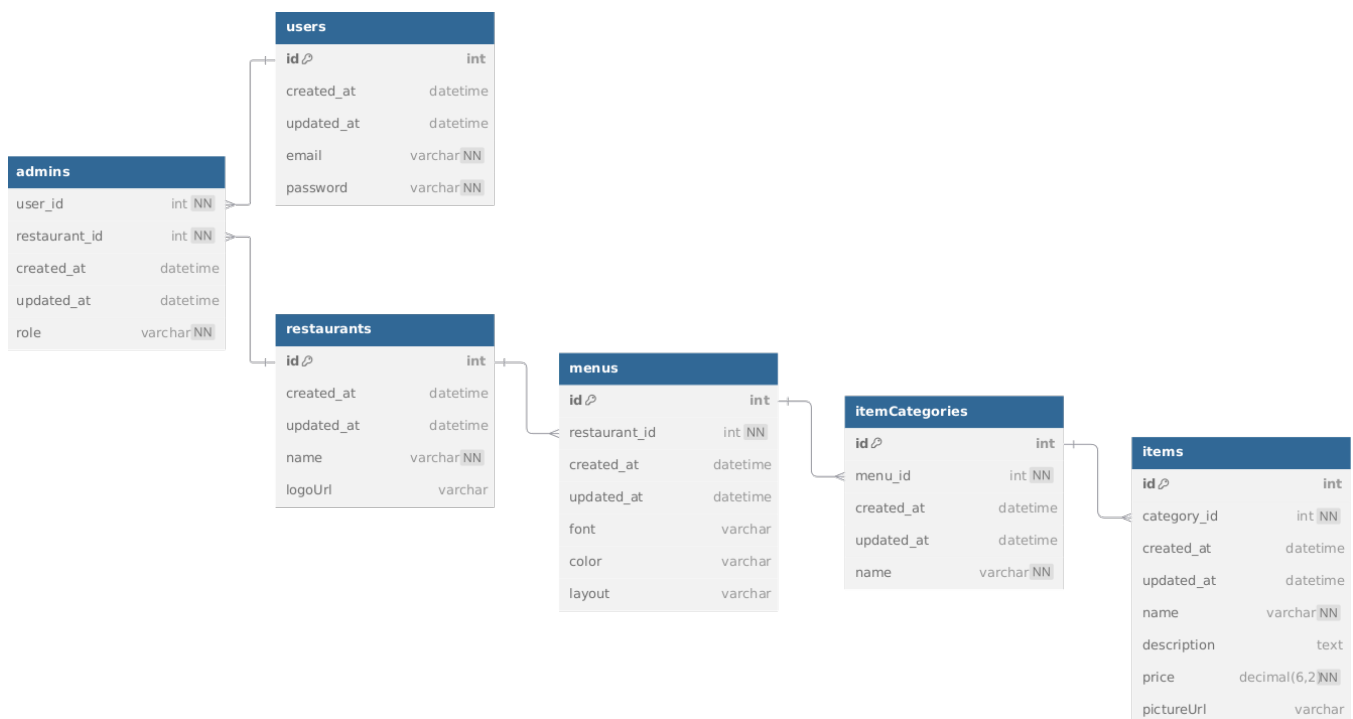 users
id int
created_at datetime
updated_at datetime
email varchar NN
password varchar NN
admins
user_id int NN
restaurant_id int NN
created_at datetime
updated_at datetime
role varchar NN
restaurants
id int
created_at datetime
updated_at datetime
name varchar NN
logoUrl varchar
menus
id int
restaurant_id int NN
created_at datetime
updated_at datetime
font varchar
color varchar
layout varchar
itemCategories
id int
menu_id int NN
created_at datetime
updated_at datetime
name varchar NN
items
id int
category_id int NN
created_at datetime
updated_at datetime
name varchar NN
description text
price decimal(6,2 NN
pictureUrl varchar